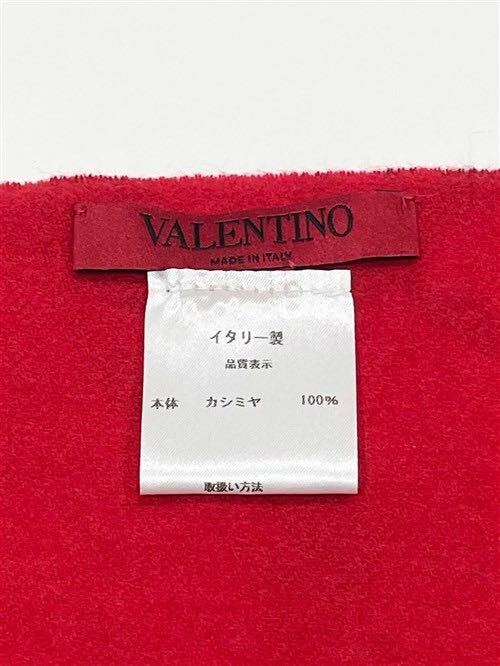 VALENTINO
MADE IN ITALY
イタリー製
品質表示
本体 カシミヤ 100%
取扱い方法